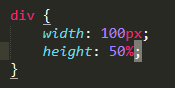 div {
    width: 100px;
    height: 50%;
}